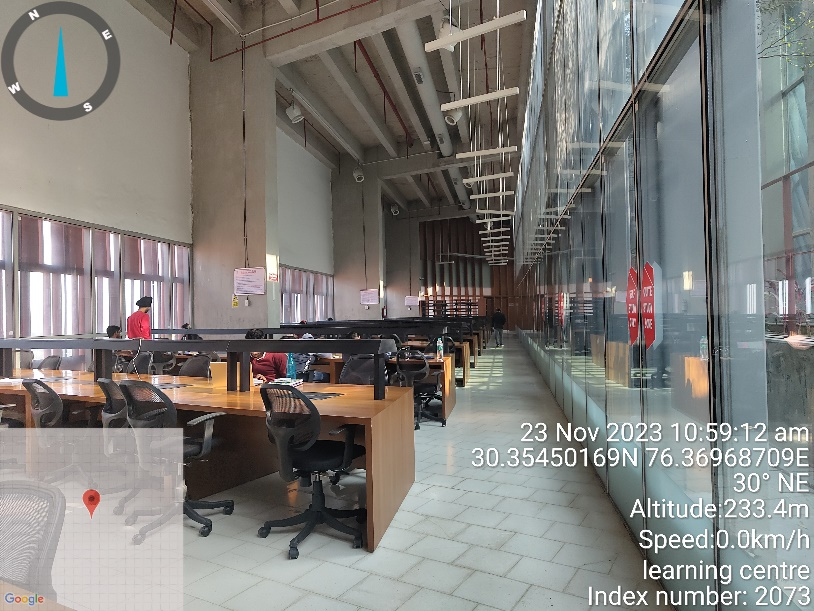 N
E
W
S
23 Nov 2023 10:59:12 am
30.35450169N 76.36968709E
30° NE
Altitude:233.4m
Speed:0.0km/h
learning centre
Index number: 2073
Google